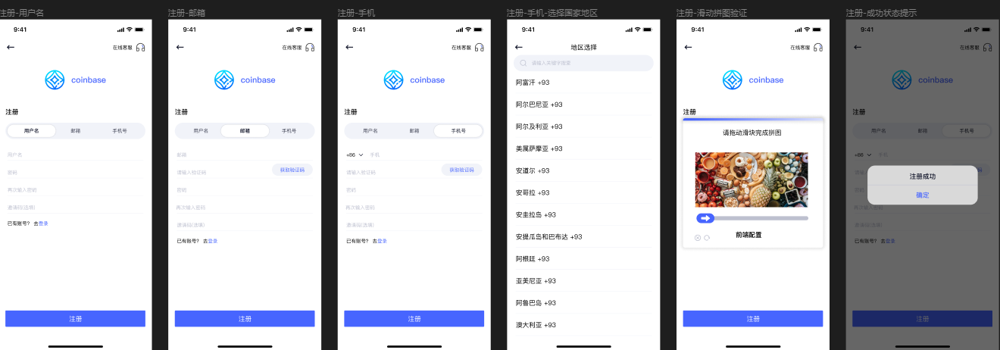 注册-用户名
9:41
在线客服
coinbase
注册
用户名 邮箱 手机号
用户名
密码
再次输入密码
邀请码(选填)
已有账号? 去登录
注册
注册-邮箱
9:41
在线客服
coinbase
注册
用户名 邮箱 手机号
邮箱
请输入验证码 获取验证码
密码
再次输入密码
邀请码(选填)
已有账号? 去登录
注册
注册-手机
9:41
在线客服
coinbase
注册
用户名 邮箱 手机号
+86 手机
请输入验证码 获取验证码
密码
再次输入密码
邀请码(选填)
已有账号? 去登录
注册
注册-手机-选择国家地区
9:41
地区选择
请输入关键字搜索
阿富汗 +93
阿尔巴尼亚 +93
阿尔及利亚 +93
美属萨摩亚 +93
安道尔 +93
安哥拉 +93
安圭拉岛 +93
安提瓜岛和巴布达 +93
阿根廷 +93
亚美尼亚 +93
阿鲁巴岛 +93
澳大利亚 +93
注册-滑动拼图验证
9:41
在线客服
coinbase
注册
请拖动滑块完成拼图
前端配置
注册
注册-成功状态提示
9:41
在线客服
coinbase
注册
用户名 邮箱 手机号
+86 手机
注册成功
确定
再次输入密码
邀请码(选填)
已有账号? 去登录
注册